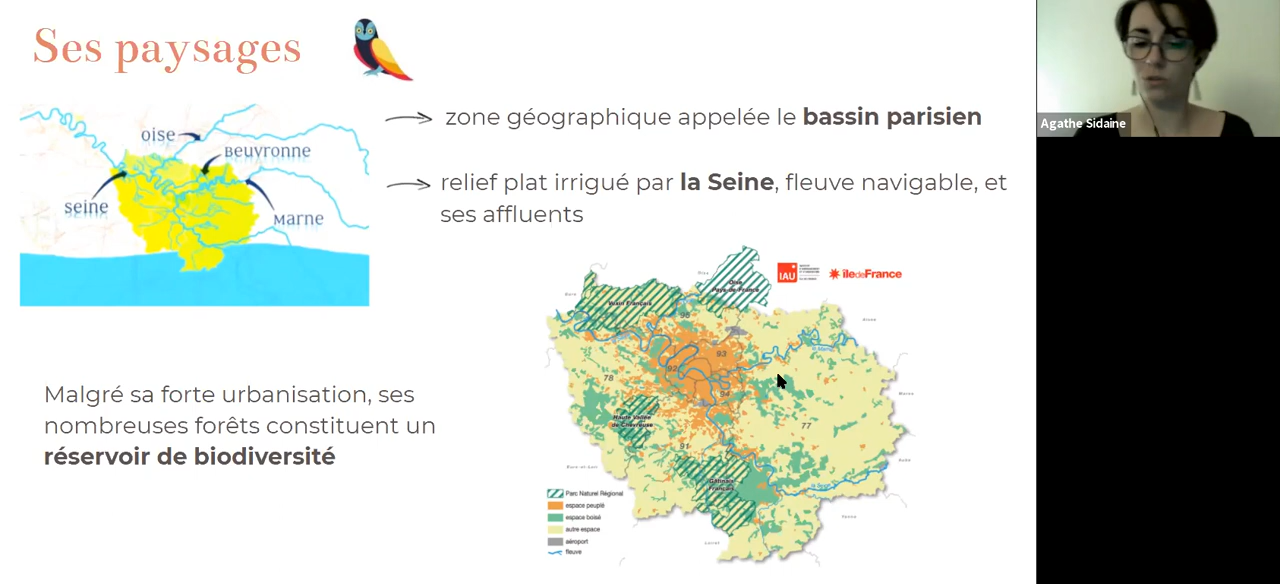 Ses paysages
Agathe Sidaine
oise
Beuvronne
seine
Marne
zone géographique appelée le bassin parisien
relief plat irrigué par la Seine, fleuve navigable, et
ses affluents
IAU
îledeFrance
Oise
Oise
Pays de France
Vexin Français
95
93
92
94
78
77
91
Haute Vallée
de Chevreuse
Gâtinais
Français
Malgré sa forte urbanisation, ses
nombreuses forêts constituent un
réservoir de biodiversité
Parc Naturel Régional
espace peuplé
espace boisé
autre espace
aéroport
fleuve